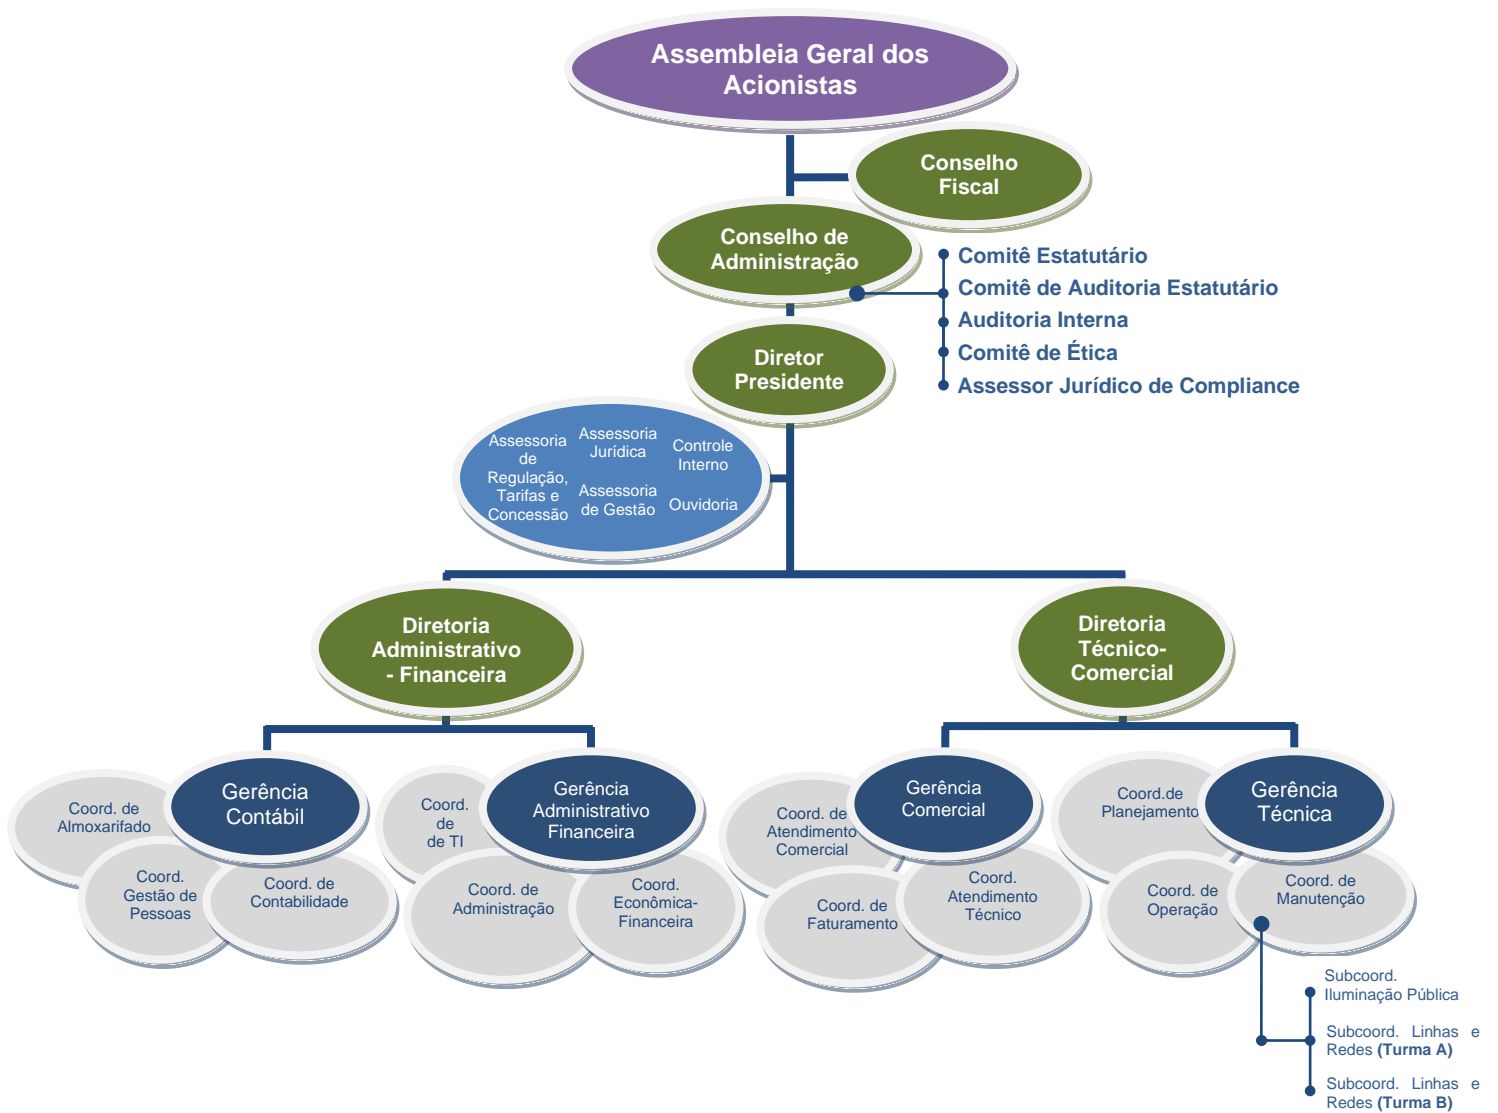 Assembleia Geral dos
Acionistas
Conselho
Fiscal
Conselho de
Administração
Comitê Estatutário
Comitê de Auditoria Estatutário
Auditoria Interna
Comitê de Ética
Assessor Jurídico de Compliance
Diretor
Presidente
Assessoria
de
Regulação,
Tarifas e
Concessão
Assessoria
Jurídica
Assessoria
de Gestão
Controle
Interno
Ouvidoria
Diretoria
Administrativo
- Financeira
Diretoria
Técnico-
Comercial
Gerência
Contábil
Coord. de
Almoxarifado
Coord.
Gestão de
Pessoas
Coord. de
Contabilidade
Gerência
Administrativo
Financeira
Coord.
de
de TI
Coord. de
Administração
Coord.
Econômica-
Financeira
Gerência
Comercial
Coord. de
Atendimento
Comercial
Coord. de
Faturamento
Coord.
Atendimento
Técnico
Gerência
Técnica
Coord.de
Planejamento
Coord. de
Operação
Coord. de
Manutenção
Subcoord.
Iluminação Pública
Subcoord. Linhas e
Redes (Turma A)
Subcoord. Linhas e
Redes (Turma B)